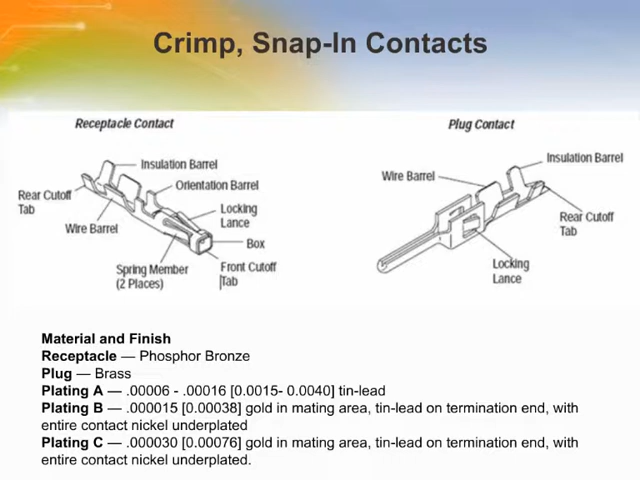 Crimp, Snap-In Contacts
Receptacle Contact
Insulation Barrel
Orientation Barrel
Rear Cutoff
Tab
Locking
Lance
Wire Barrel
Box
Spring Member
(2 Places)
Front Cutoff
Tab
Plug Contact
Insulation Barrel
Wire Barrel
Rear Cutoff
Tab
Locking
Lance
Material and Finish
Receptacle — Phosphor Bronze
Plug — Brass
Plating A — .00006 - .00016 [0.0015- 0.0040] tin-lead
Plating B — .000015 [0.00038] gold in mating area, tin-lead on termination end, with
entire contact nickel underplated
Plating C — .000030 [0.00076] gold in mating area, tin-lead on termination end, with
entire contact nickel underplated.